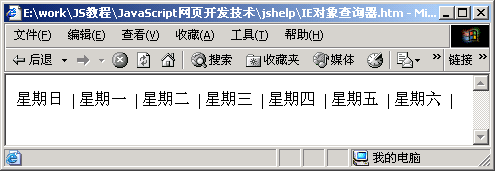 E:\work\JS教程\JavaScript网页开发技术\jshelp\IE对象查询器.htm - Mi...
文件(F) 编辑(E) 查看(V) 收藏(A) 工具(T) 帮助(H)
后退 搜索 收藏夹 媒体 » 链接 »
星期日 |星期一 |星期二 |星期三 |星期四 |星期五 |星期六 |
我的电脑